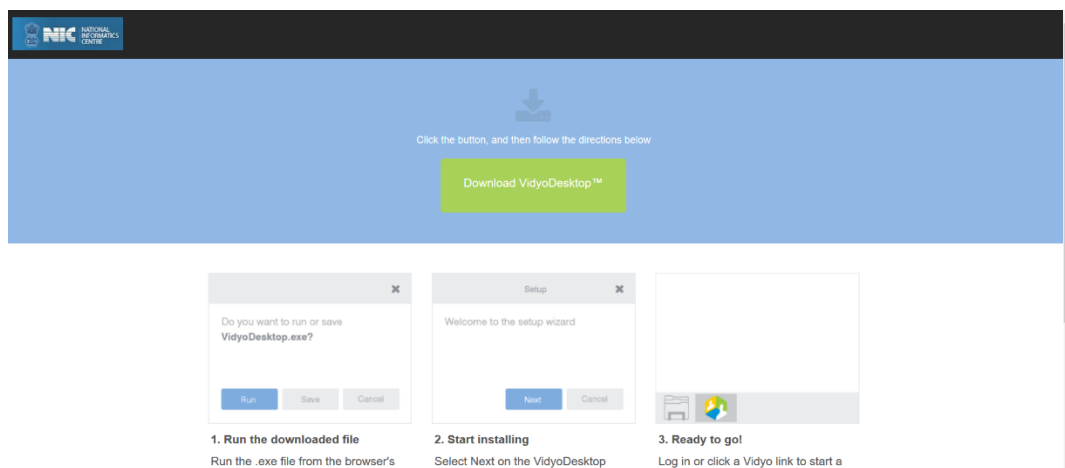 NIC NATIONAL
INFORMATICS
CENTRE
Click the button, and then follow the directions below
Download VidyoDesktop™
Do you want to run or save
VidyoDesktop.exe?
Run Save Cancel
1. Run the downloaded file
Run the .exe file from the browser's
Setup
Welcome to the setup wizard
Next Cancel
2. Start installing
Select Next on the VidyoDesktop
3. Ready to go!
Log in or click a Vidyo link to start a